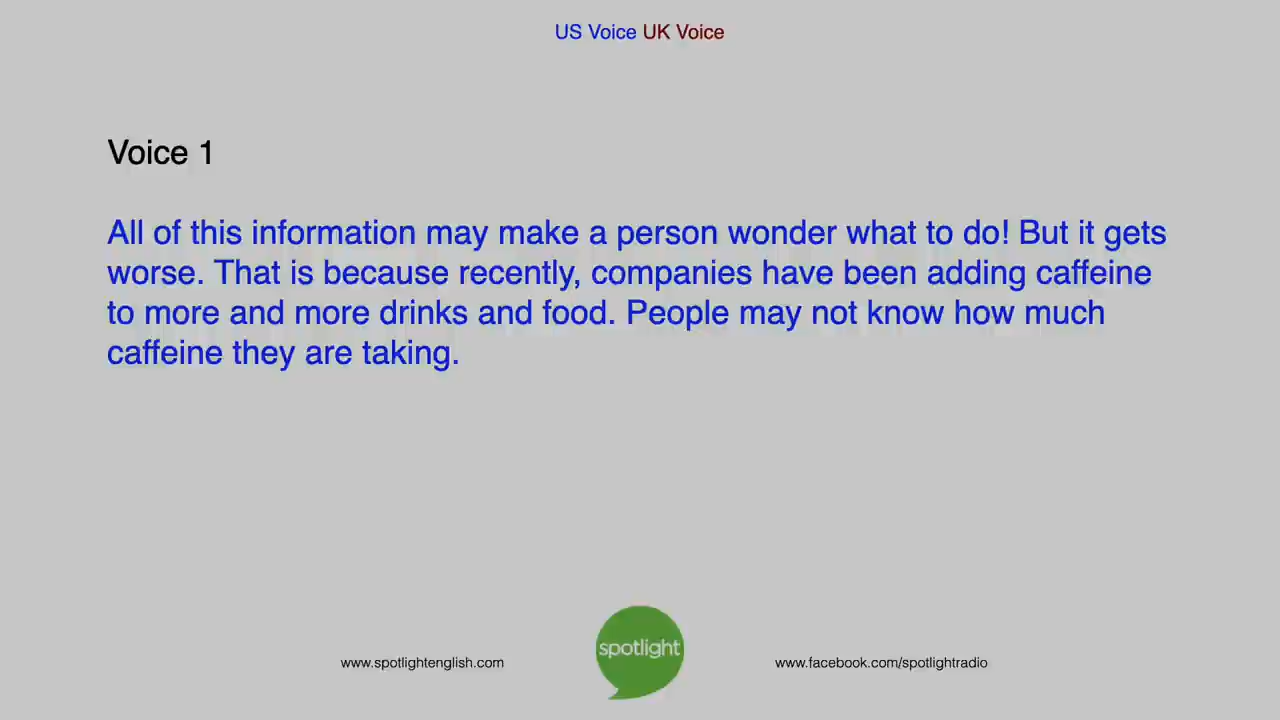 US Voice UK Voice
Voice 1
All of this information may make a person wonder what to do! But it gets
worse. That is because recently, companies have been adding caffeine
to more and more drinks and food. People may not know how much
caffeine they are taking.
spotlight
www.spotlightenglish.com
www.facebook.com/spotlightradio